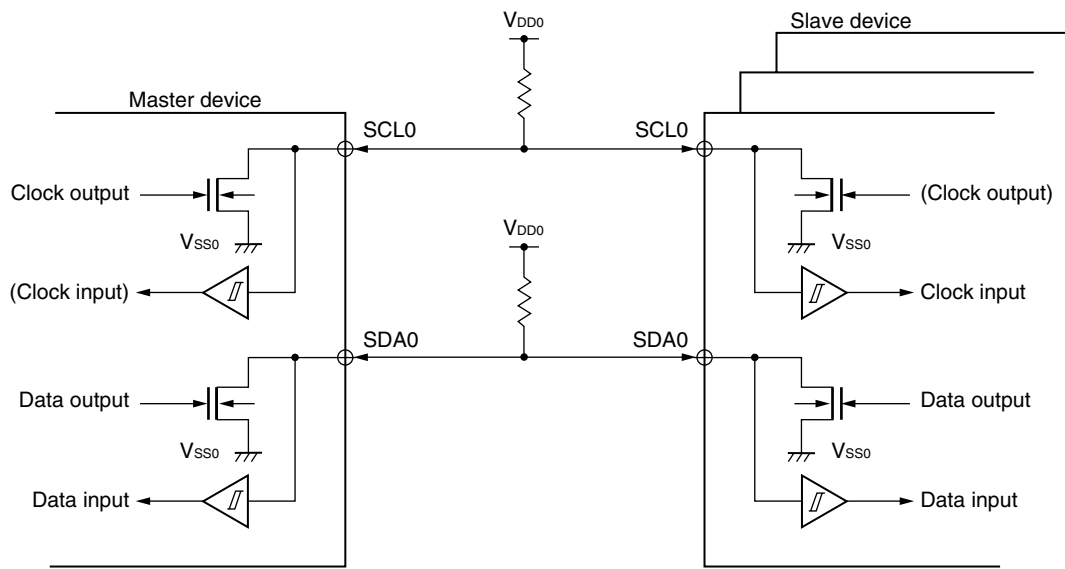 VDD0
Slave device
Master device
SCL0
SCL0
Clock output
(Clock output)
VSS0
VSS0
VDD0
(Clock input)
Clock input
SDA0
SDA0
Data output
Data output
VSS0
VSS0
Data input
Data input